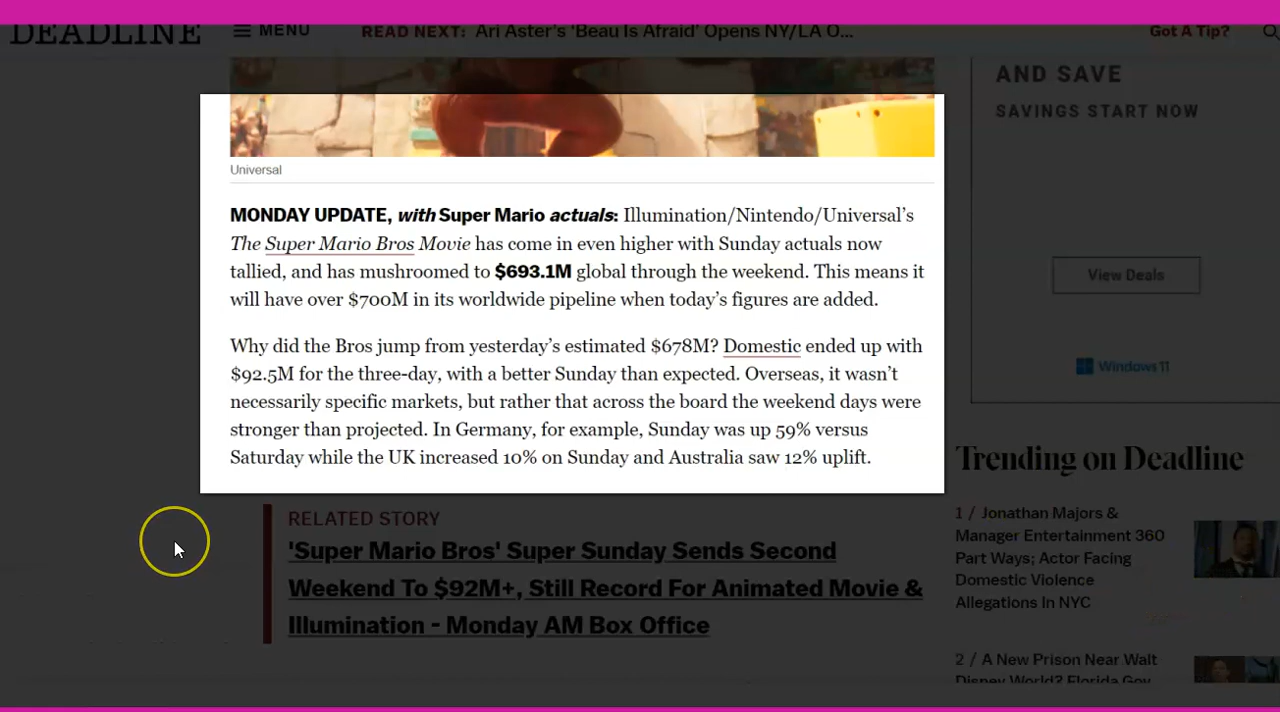 DEADLINE
MENU
READ NEXT: Ari Aster's 'Beau Is Afraid' Opens NY/LA O...
Got A Tip?
AND SAVE
SAVINGS START NOW
View Deals
Windows 11
Universal
MONDAY UPDATE, with Super Mario actuals: Illumination/Nintendo/Universal's
The Super Mario Bros Movie has come in even higher with Sunday actuals now
tallied, and has mushroomed to $693.1M global through the weekend. This means it
will have over $700M in its worldwide pipeline when today's figures are added.
Why did the Bros jump from yesterday's estimated $678M? Domestic ended up with
$92.5M for the three-day, with a better Sunday than expected. Overseas, it wasn't
necessarily specific markets, but rather that across the board the weekend days were
stronger than projected. In Germany, for example, Sunday was up 59% versus
Saturday while the UK increased 10% on Sunday and Australia saw 12% uplift.
RELATED STORY
'Super Mario Bros' Super Sunday Sends Second
Weekend To $92M+, Still Record For Animated Movie &
Illumination - Monday AM Box Office
Trending on Deadline
1 / Jonathan Majors &
Manager Entertainment 360
Part Ways; Actor Facing
Domestic Violence
Allegations In NYC
2 / A New Prison Near Walt
Disney World? Florida Gov